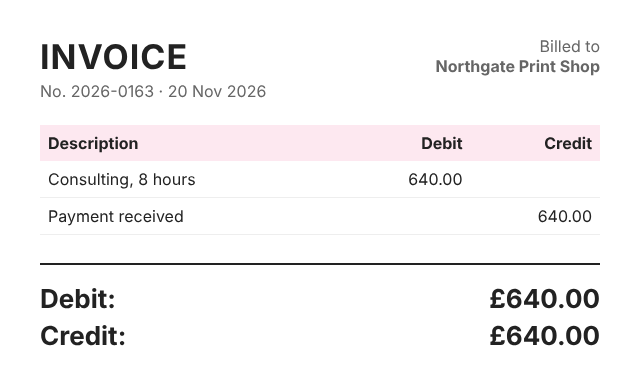 INVOICE
No. 2026-0163 · 20 Nov 2026
Billed to
Northgate Print Shop
Description Debit Credit
Consulting, 8 hours 640.00
Payment received 640.00
Debit: £640.00
Credit: £640.00